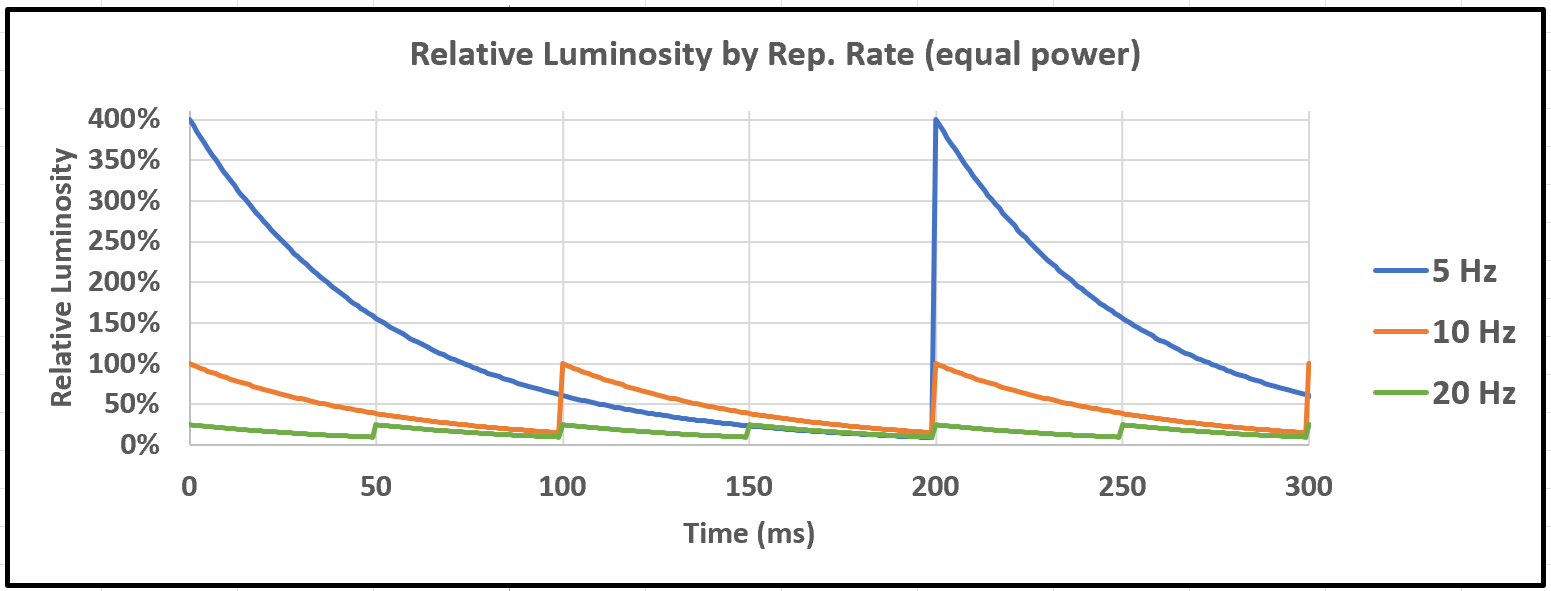 Relative Luminosity by Rep. Rate (equal power)
400%
350%
300%
250%
200%
150%
100%
50%
0%
Relative Luminosity
0 50 100 150 200 250 300
Time (ms)
5 Hz
10 Hz
20 Hz